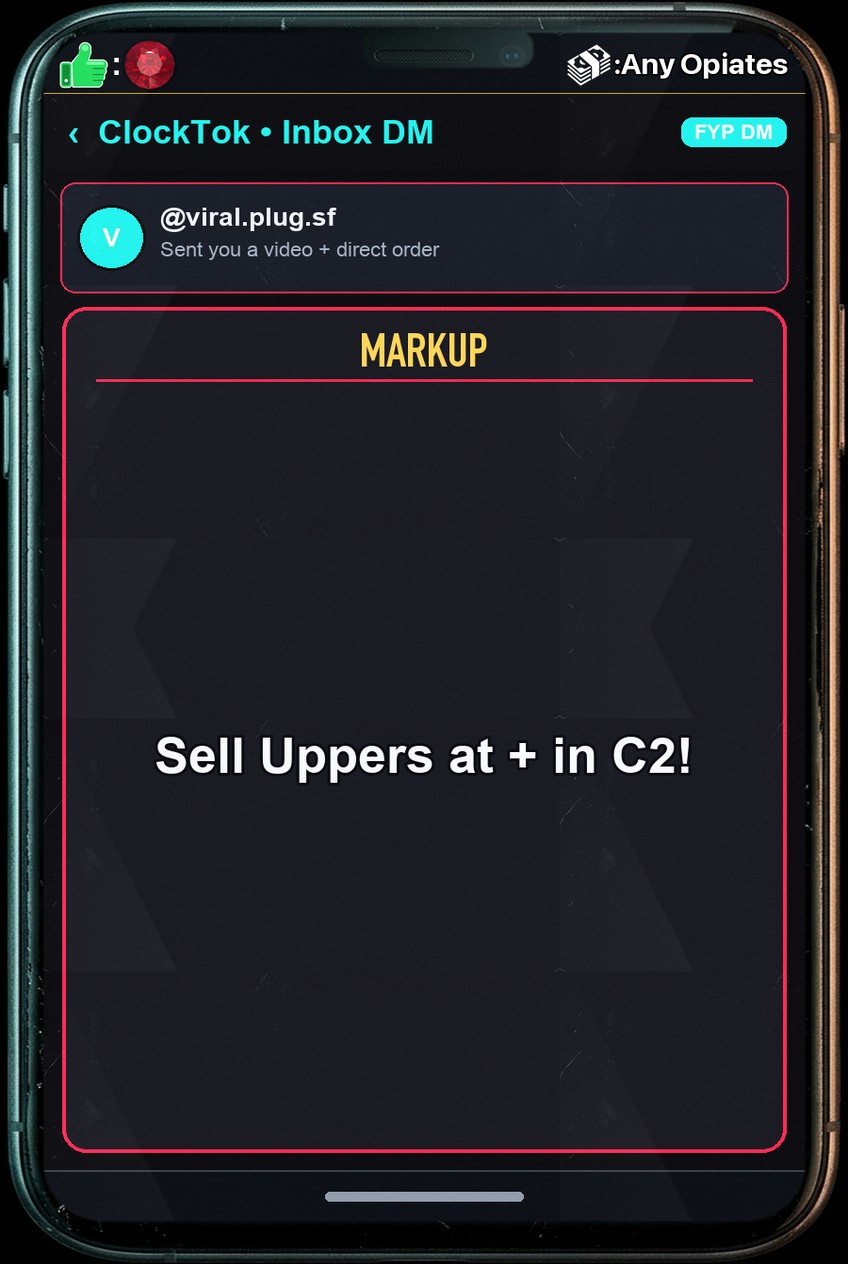 :
:Any Opiates
‹ ClockTok • Inbox DM
FYP DM
V
@viral.plug.sf
Sent you a video + direct order
MARKUP
Sell Uppers at + in C2!